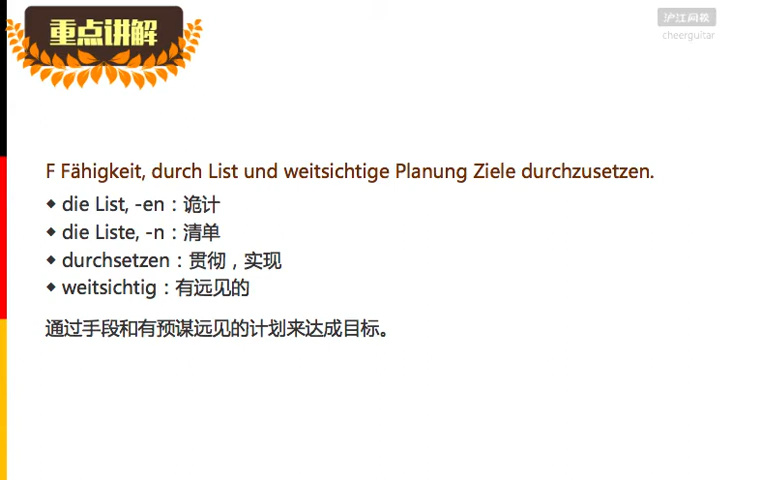 重点讲解
沪江网校
cheerguitar
F Fähigkeit, durch List und weitsichtige Planung Ziele durchzusetzen.
◆ die List, -en：诡计
◆ die Liste, -n：清单
◆ durchsetzen：贯彻，实现
◆ weitsichtig：有远见的
通过手段和有预谋远见的计划来达成目标。